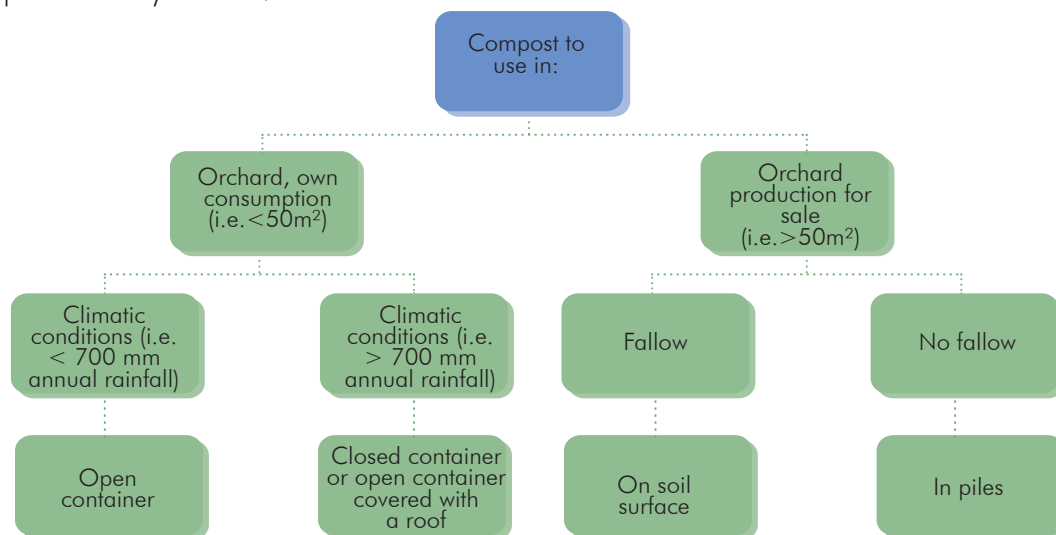 Compost to
use in:
Orchard, own
consumption
(i.e.<50m²)
Orchard
production for
sale
(i.e.>50m²)
Climatic
conditions (i.e.
< 700 mm
annual rainfall)
Climatic
conditions (i.e.
> 700 mm
annual rainfall)
Fallow
No fallow
Open
container
Closed container
or open container
covered with
a roof
On soil
surface
In piles